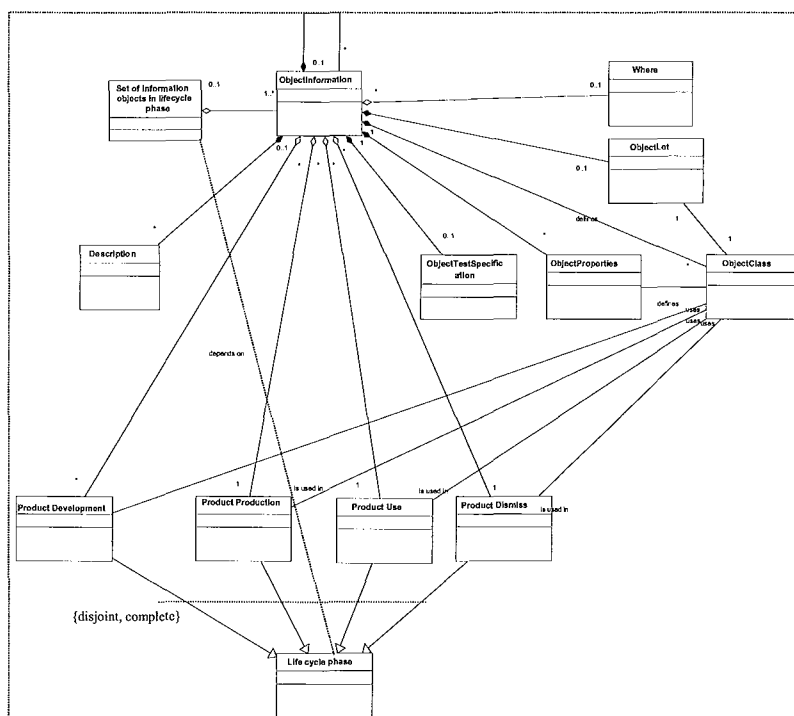 0..1
*
Set of Information
objects in lifecycle
phase
0..1
1..*
ObjectInformation
*
0..1
Where
1
1
0..1
ObjectLot
0..1
*
*
*
defines
1
1
Description
*
0..1
ObjectTestSpecific
ation
*
ObjectProperties
*
ObjectClass
defines
uses
uses
uses
depends on
*
Product Development
1
Product Production
is used in
1
Product Use
is used in
1
Product Dismiss
is used in
{disjoint, complete}
Life cycle phase